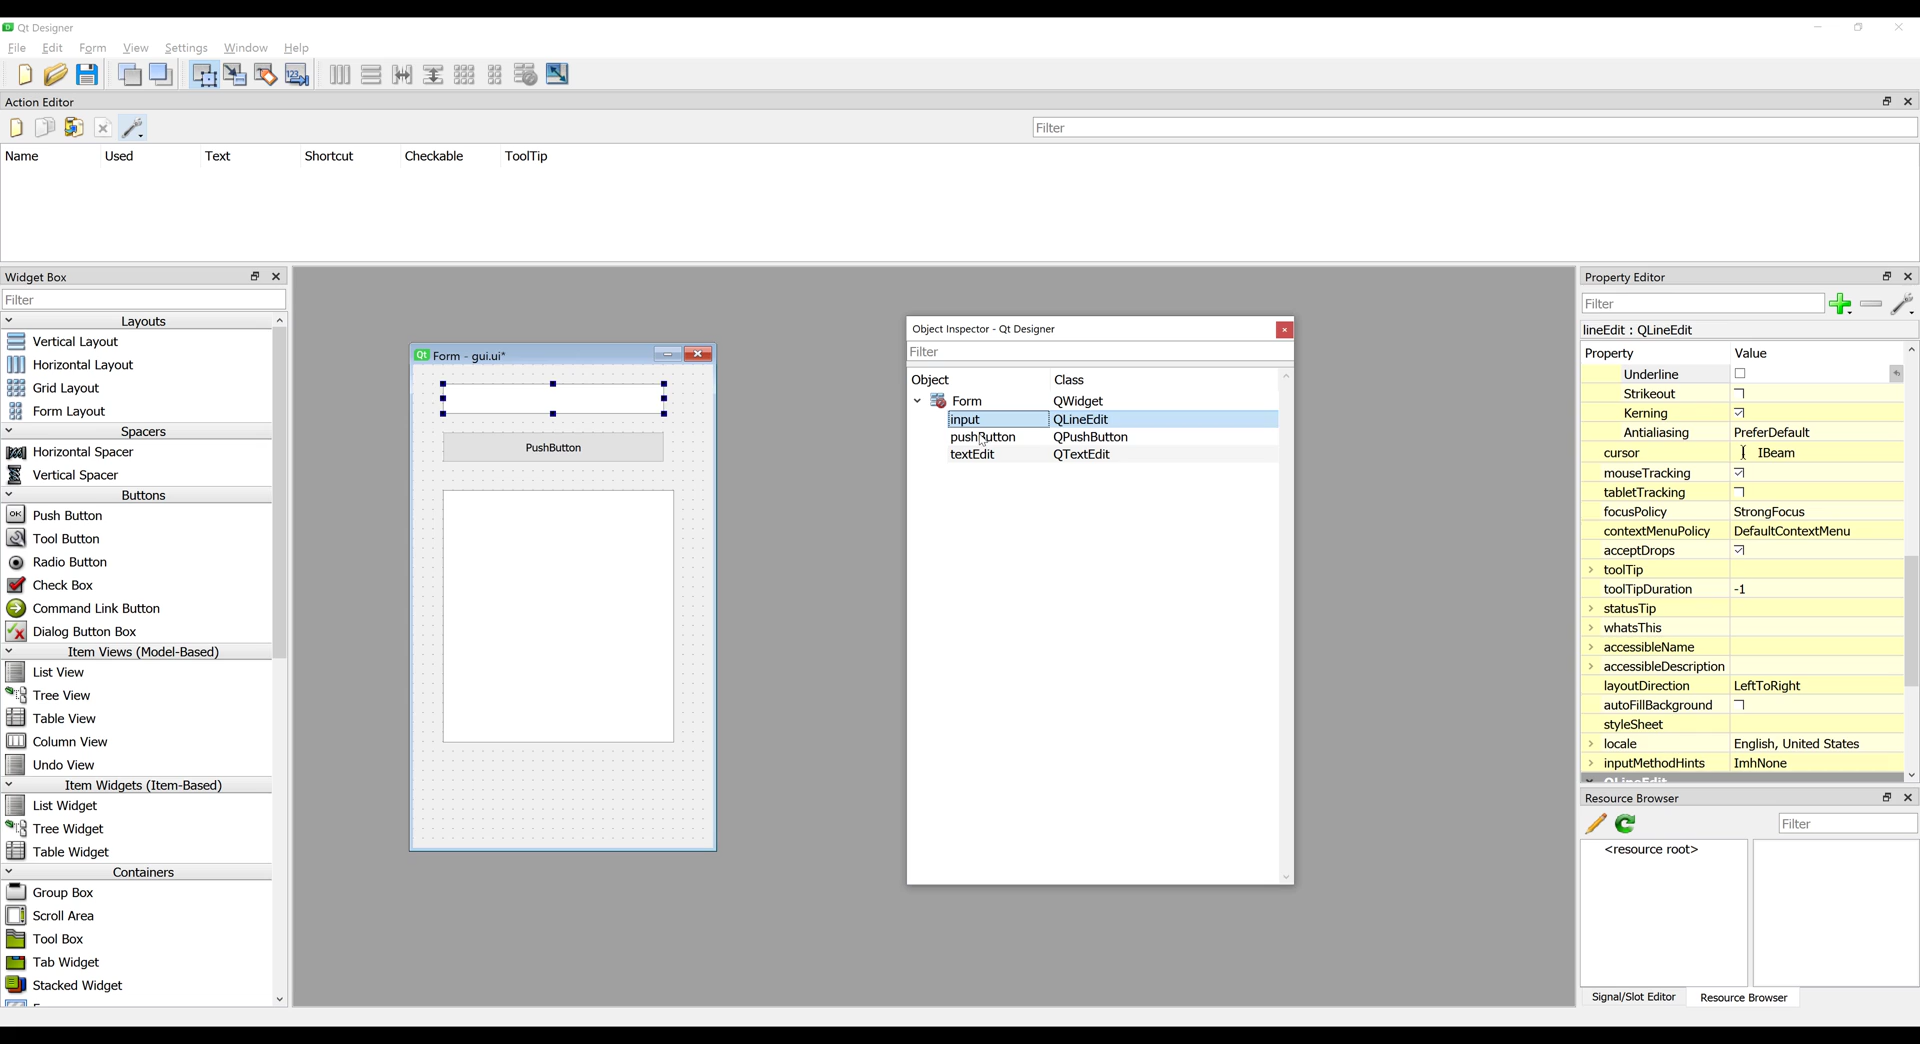 Qt Designer
File Edit Form View Settings Window Help
Action Editor
Filter
Name Used Text Shortcut Checkable ToolTip
Widget Box
Filter
Layouts
Vertical Layout
Horizontal Layout
Grid Layout
Form Layout
Spacers
Horizontal Spacer
Vertical Spacer
Buttons
OK Push Button
Tool Button
Radio Button
Check Box
Command Link Button
Dialog Button Box
Item Views (Model-Based)
List View
Tree View
Table View
Column View
Undo View
Item Widgets (Item-Based)
List Widget
Tree Widget
Table Widget
Containers
Group Box
Scroll Area
Tool Box
Tab Widget
Stacked Widget
Qt Form - gui.ui*
PushButton
Object Inspector - Qt Designer
Filter
Object Class
Form QWidget
input QLineEdit
pushButton QPushButton
textEdit QTextEdit
Property Editor
Filter
lineEdit : QLineEdit
Property Value
Underline
Strikeout
Kerning
Antialiasing PreferDefault
cursor IBeam
mouseTracking
tabletTracking
focusPolicy StrongFocus
contextMenuPolicy DefaultContextMenu
acceptDrops
toolTip
toolTipDuration -1
statusTip
whatsThis
accessibleName
accessibleDescription
layoutDirection LeftToRight
autoFillBackground
styleSheet
locale English, United States
inputMethodHints ImhNone
QLineEdit
Resource Browser
Filter
<resource root>
Signal/Slot Editor Resource Browser